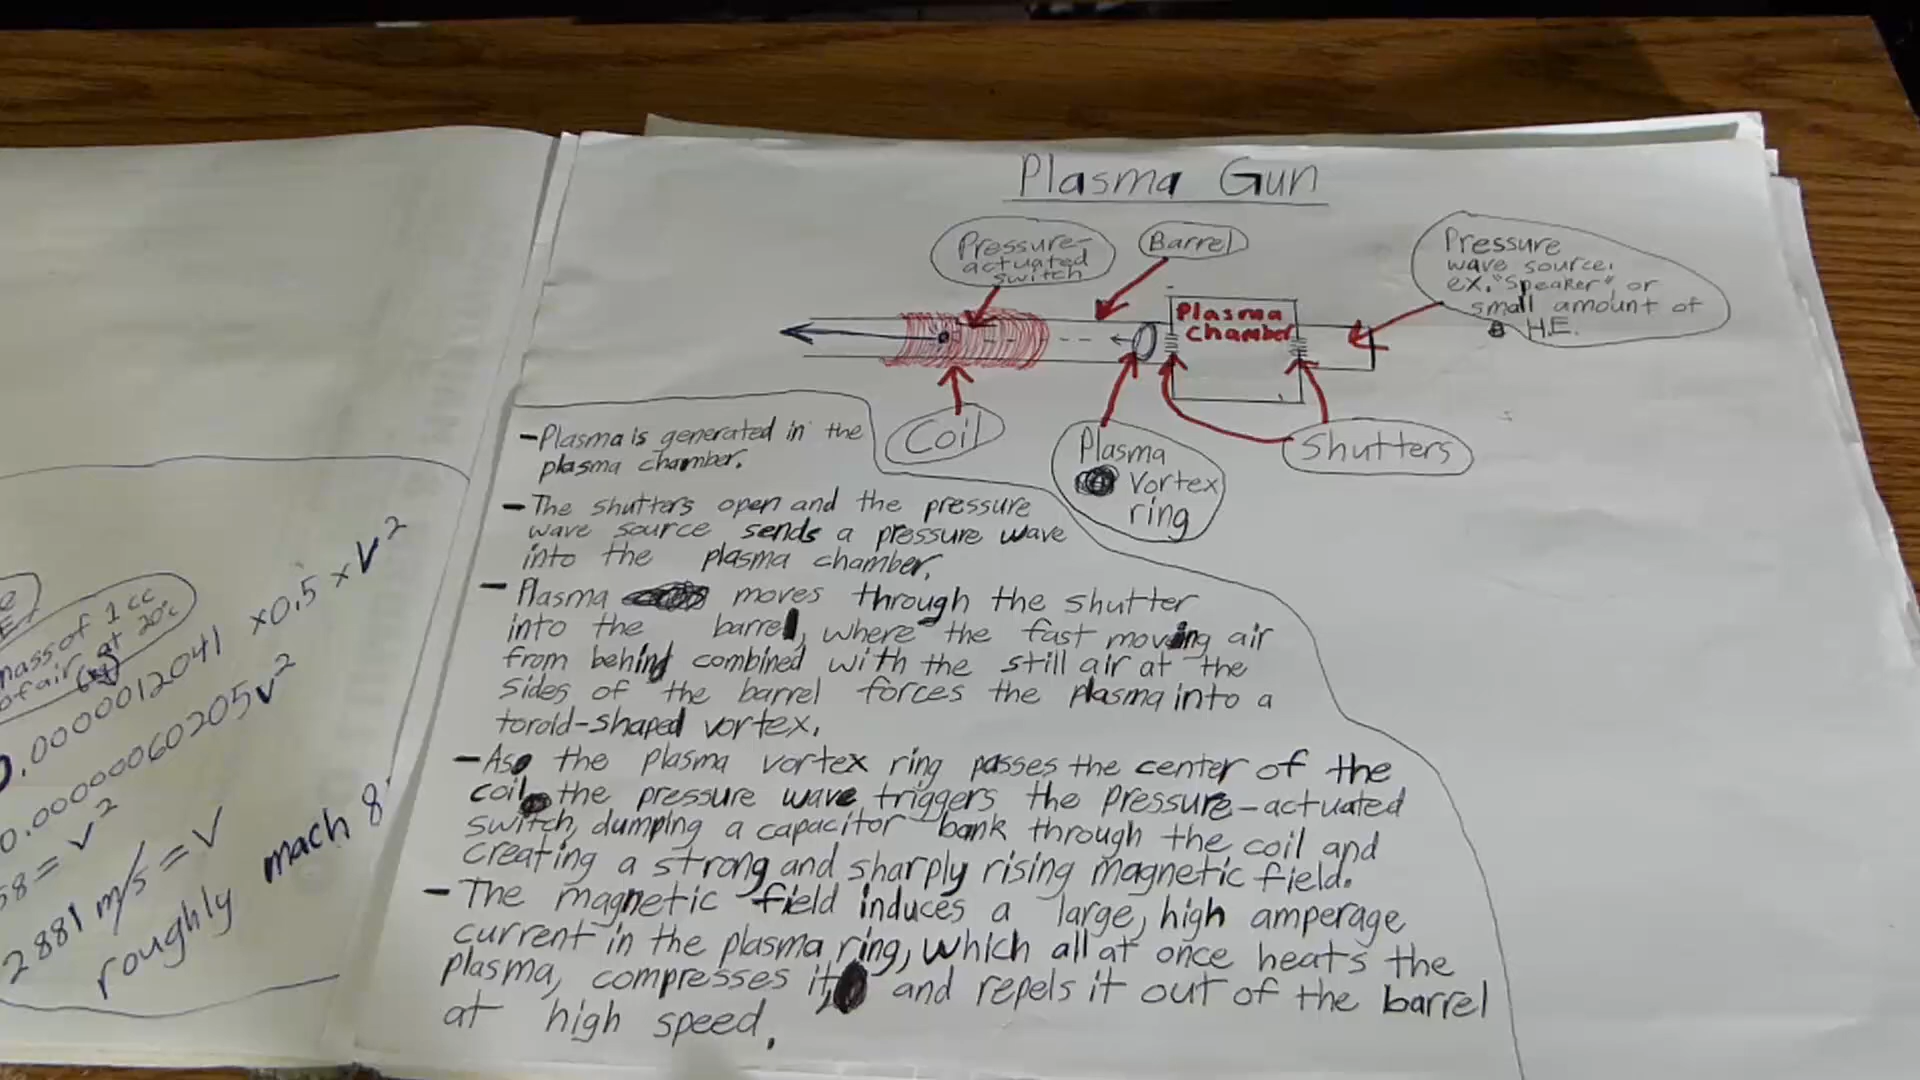 Plasma Gun
Pressure-
actuated
switch
Barrel
Pressure
wave source,
ex. "Speaker" or
small amount of
H.E.
Plasma
Chamber
Coil
Plasma
Vortex
ring
Shutters
-Plasma is generated in the
plasma chamber.
- The shutters open and the pressure
wave source sends a pressure wave
into the plasma chamber.
- Plasma moves through the shutter
into the barrel, where the fast moving air
from behind combined with the still air at the
sides of the barrel forces the plasma into a
toroid-shaped vortex.
- As the plasma vortex ring passes the center of the
coil the pressure wave triggers the pressure-actuated
switch, dumping a capacitor bank through the coil and
creating a strong and sharply rising magnetic field.
- The magnetic field induces a large, high amperage
current in the plasma ring, which all at once heats the
plasma, compresses it, and repels it out of the barrel
at high speed.
mass of 1 cc
of air at 20°c
0.0000012041 x0.5 x V²
0.00000060205V²
58 = V²
2881 m/s = V
roughly mach 8